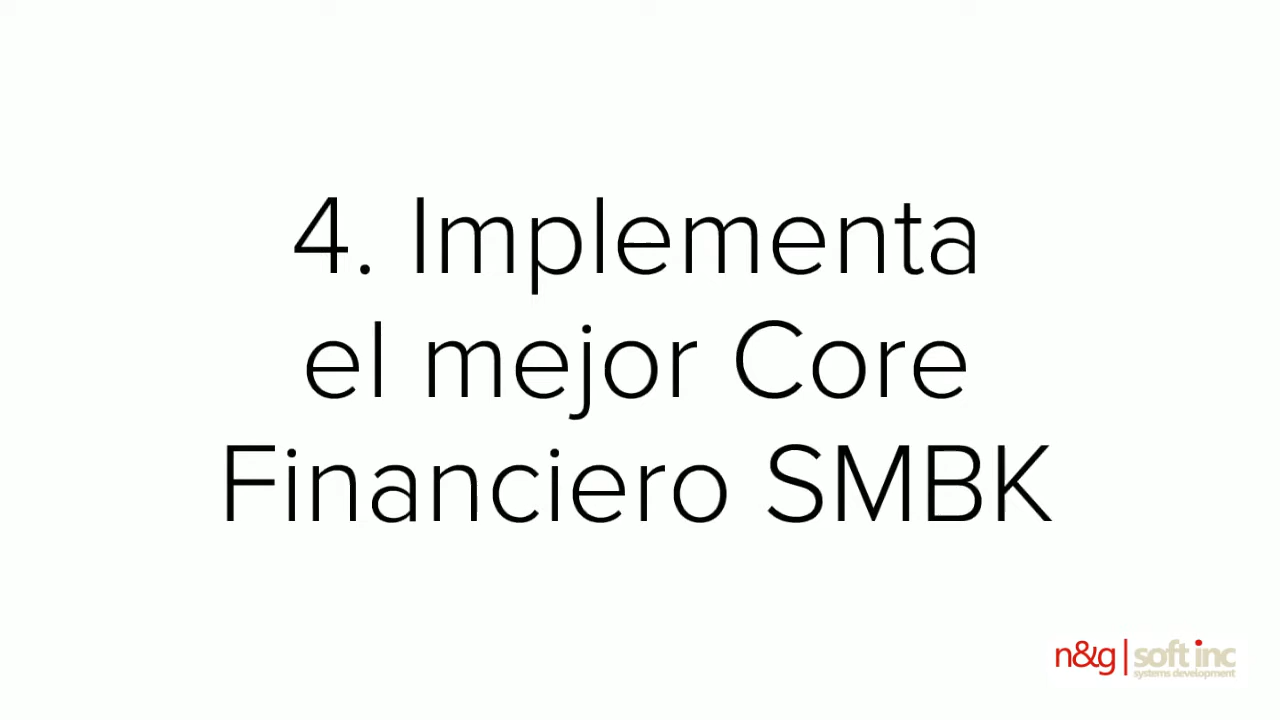 4. Implementa
el mejor Core
Financiero SMBK
n&g | soft inc
systems development